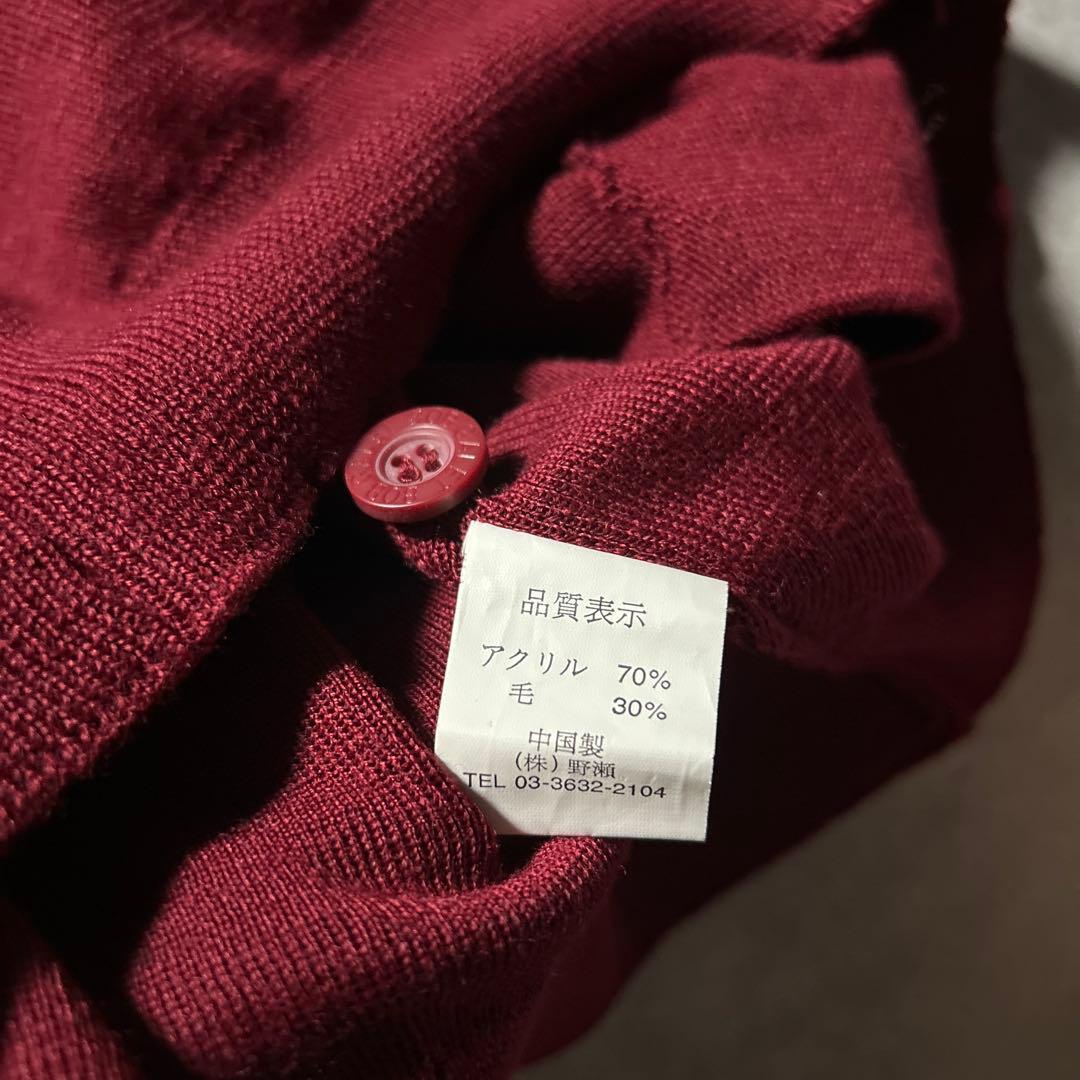 品質表示
アクリル 70%
毛 30%
中国製
(株)野瀬
TEL 03-3632-2104